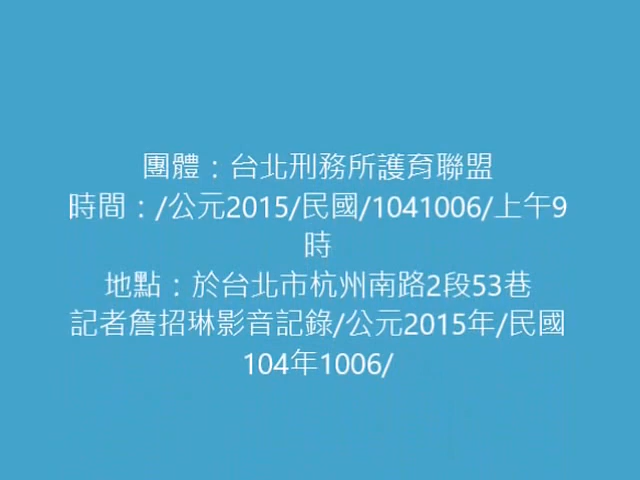 團體：台北刑務所護育聯盟
時間：/公元2015/民國/1041006/上午9
時
地點：於台北市杭州南路2段53巷
記者詹招琳影音記錄/公元2015年/民國
104年1006/